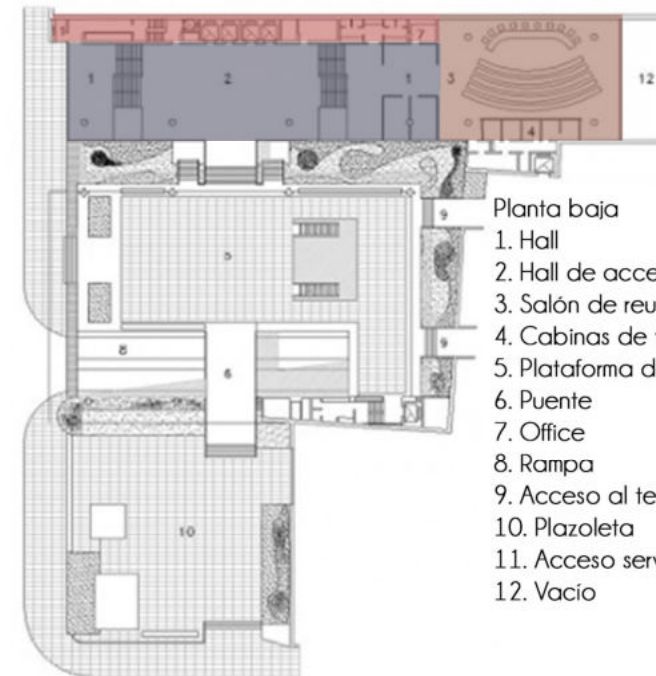 11
7
1
2
1
3
12
4
9
5
9
8
6
10
Planta baja
1. Hall
2. Hall de acce
3. Salón de reu
4. Cabinas de
5. Plataforma d
6. Puente
7. Office
8. Rampa
9. Acceso al te
10. Plazoleta
11. Acceso serv
12. Vacío